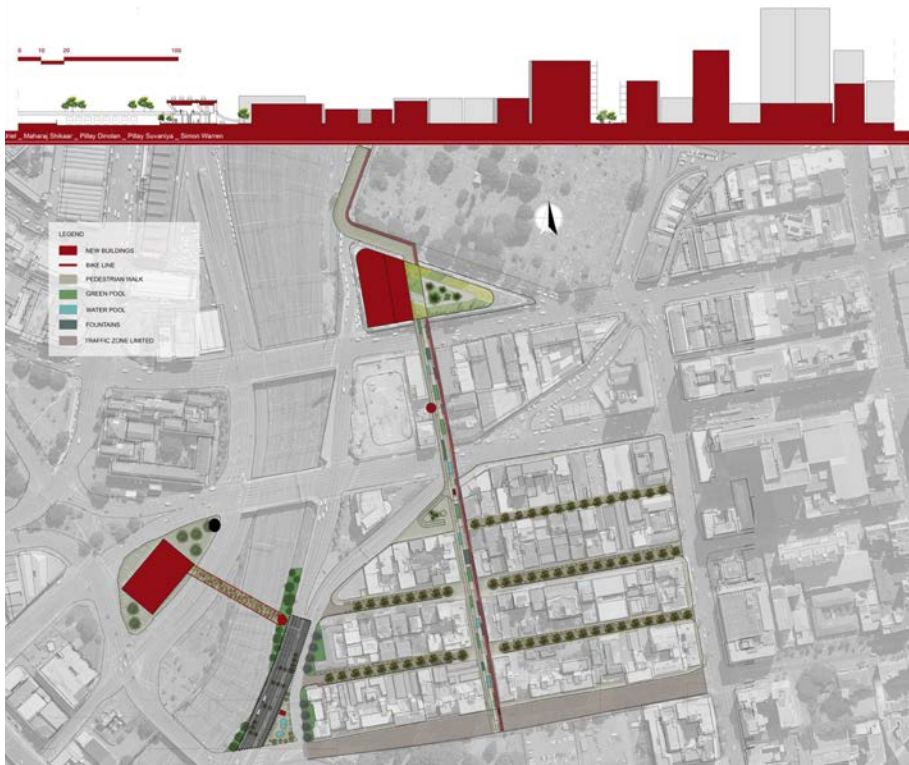 0 10 20 100
_ Maharaj Shikaar _ Pillay Dinolan _ Pillay Suvaniya _ Simon Warren
LEGEND
NEW BUILDINGS
BIKE LINE
PEDESTRIAN WALK
GREEN POOL
WATER POOL
FOUNTAINS
TRAFFIC ZONE LIMITED